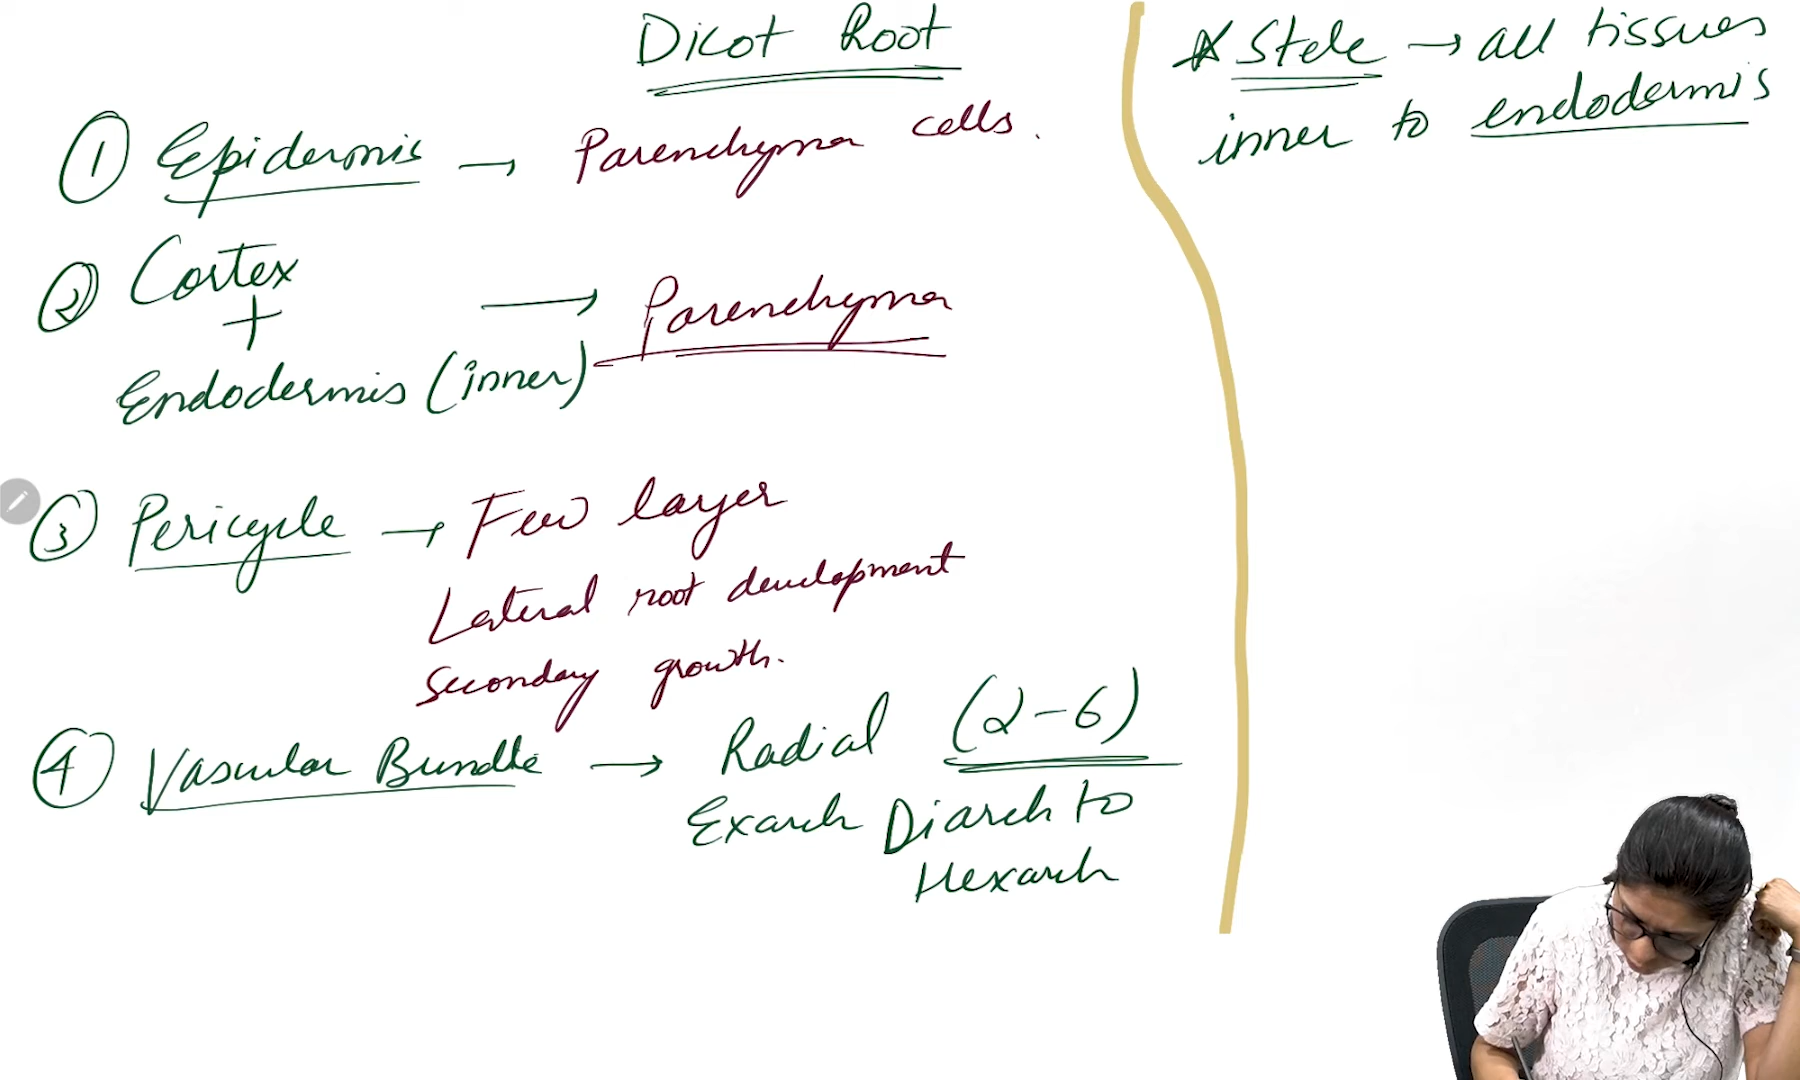 Dicot Root
① Epidermis → Parenchyma cells.
② Cortex
+
Endodermis (inner) → Parenchyma
③ Pericycle → Few layer
Lateral root development
Secondary growth.
④ Vascular Bundle → Radial (2-6)
Exarch Diarch to
Hexarch
* Stele → all tissues
inner to endodermis